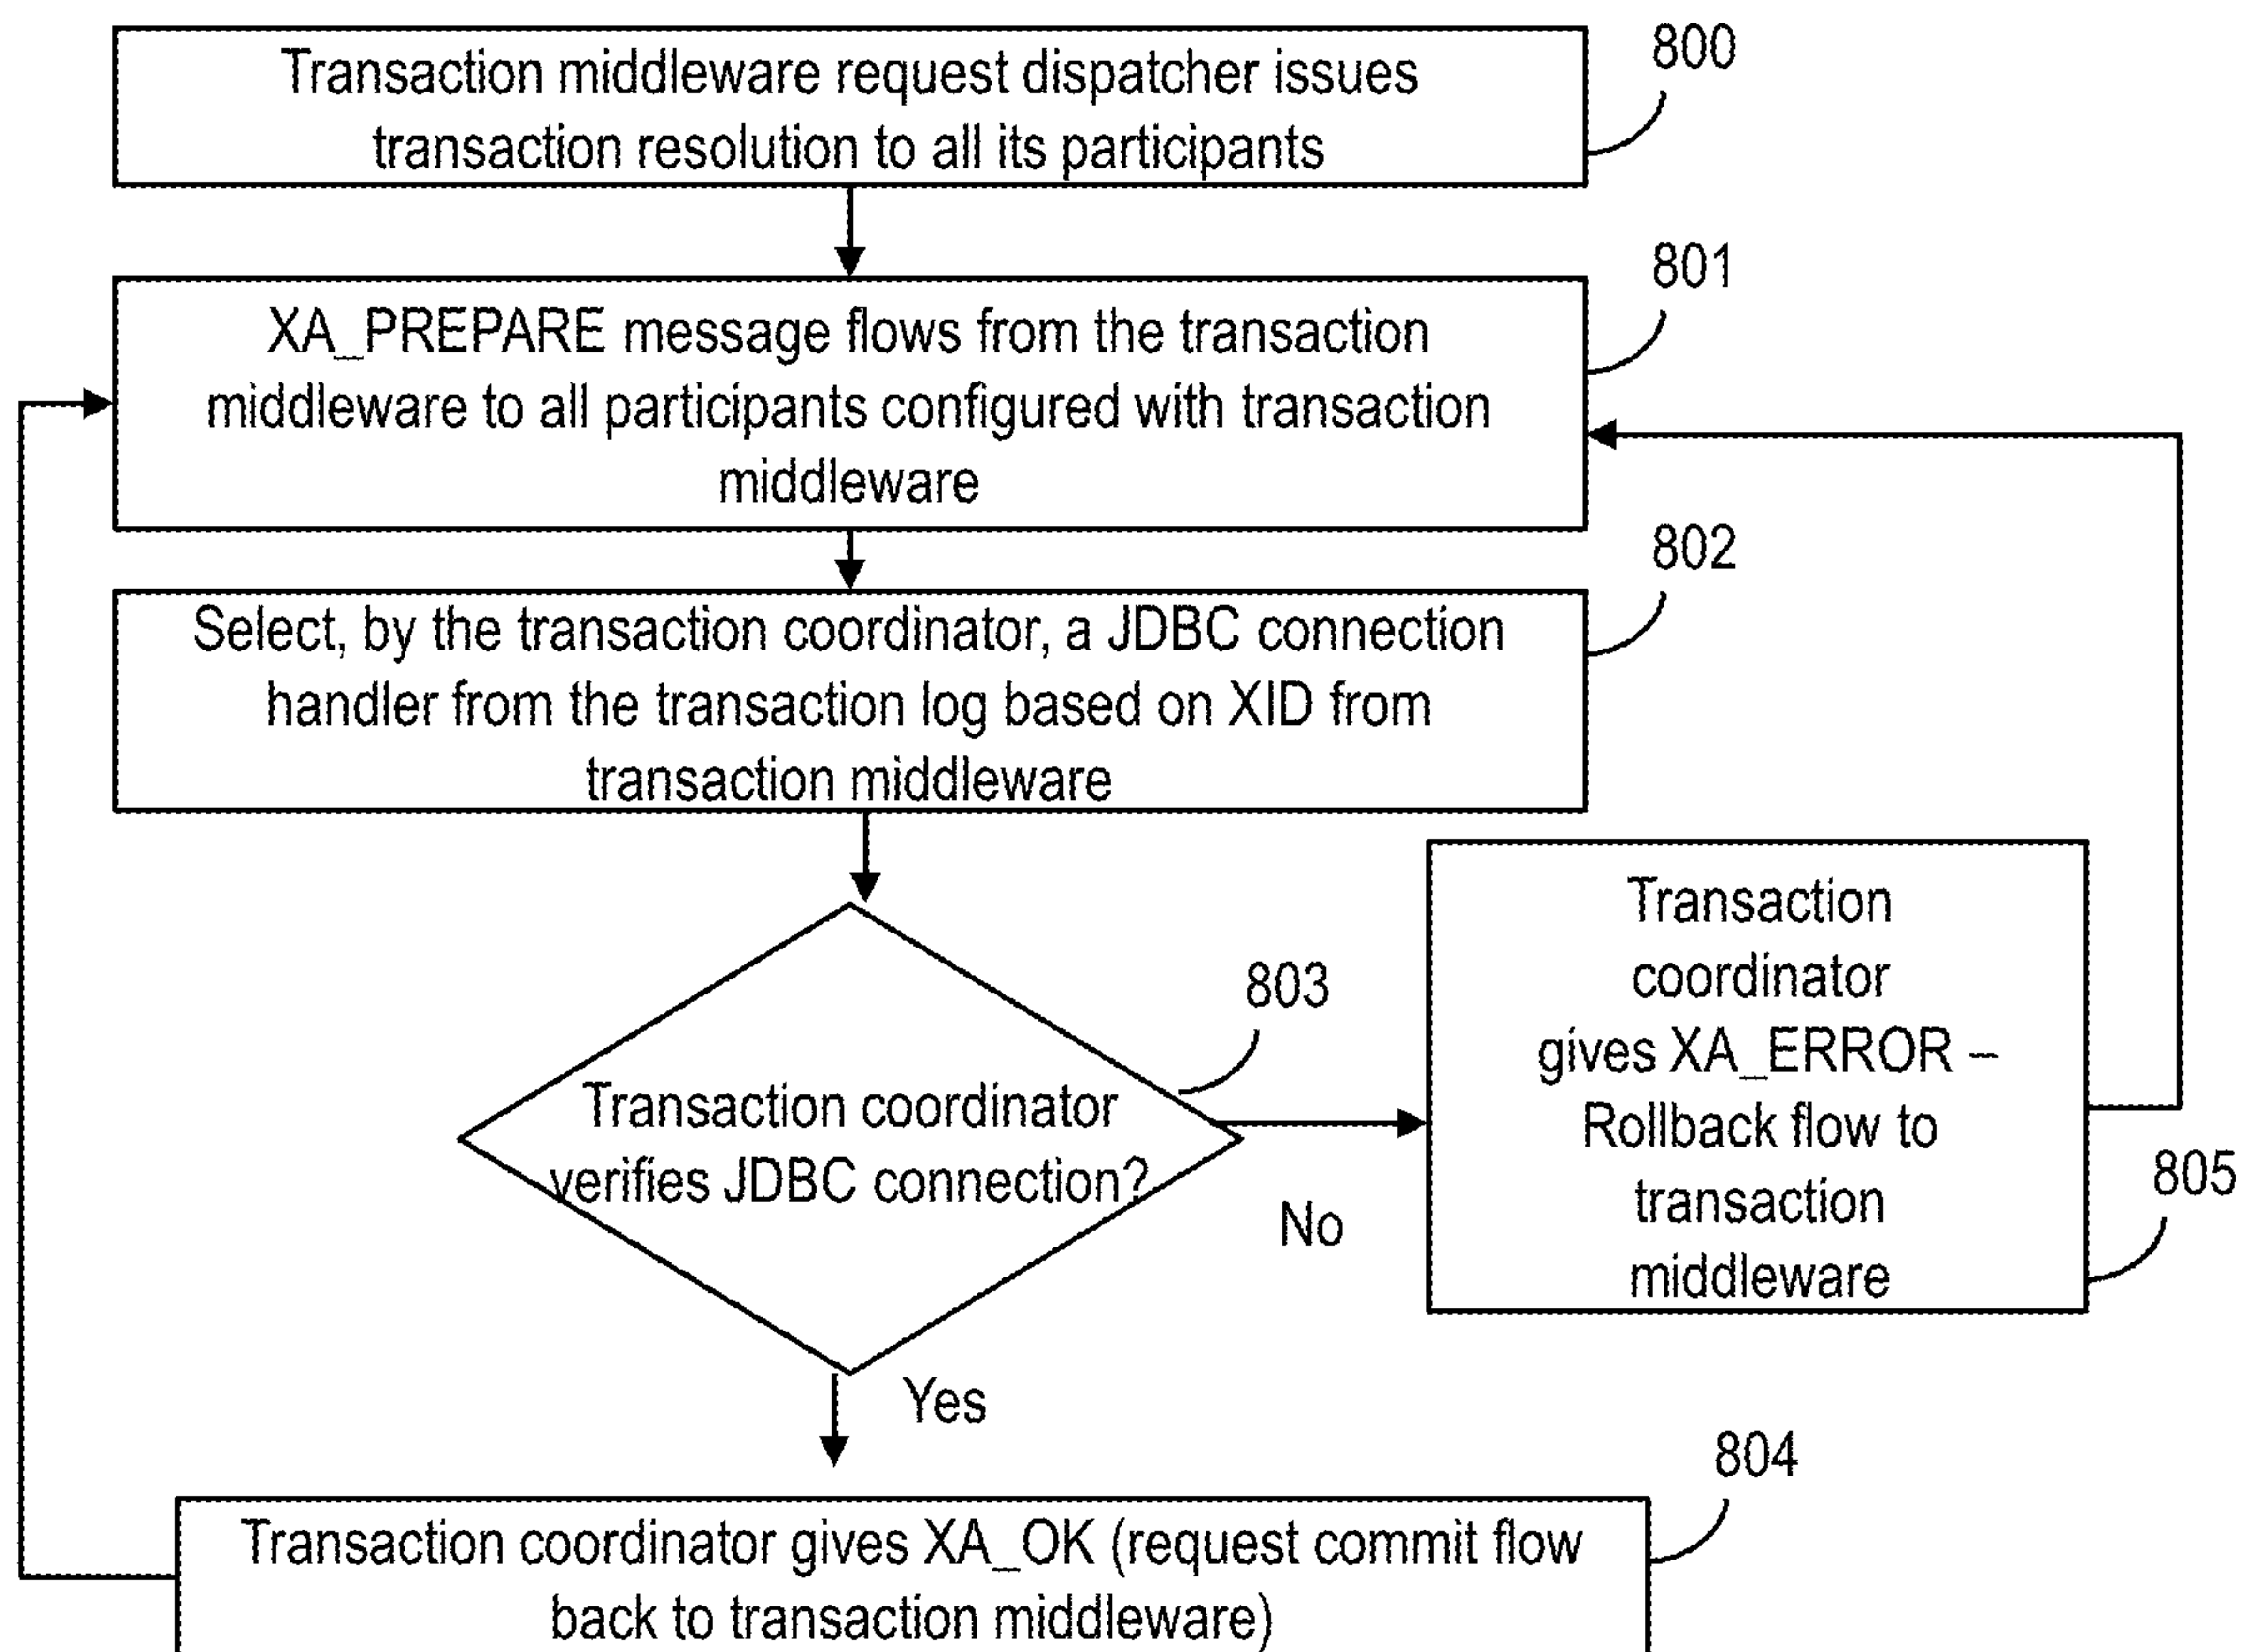 Transaction middleware request dispatcher issues
transaction resolution to all its participants
800
XA_PREPARE message flows from the transaction
middleware to all participants configured with transaction
middleware
801
Select, by the transaction coordinator, a JDBC connection
handler from the transaction log based on XID from
transaction middleware
802
Transaction coordinator
verifies JDBC connection?
803
No
Transaction
coordinator
gives XA_ERROR –
Rollback flow to
transaction
middleware
805
Yes
Transaction coordinator gives XA_OK (request commit flow
back to transaction middleware)
804